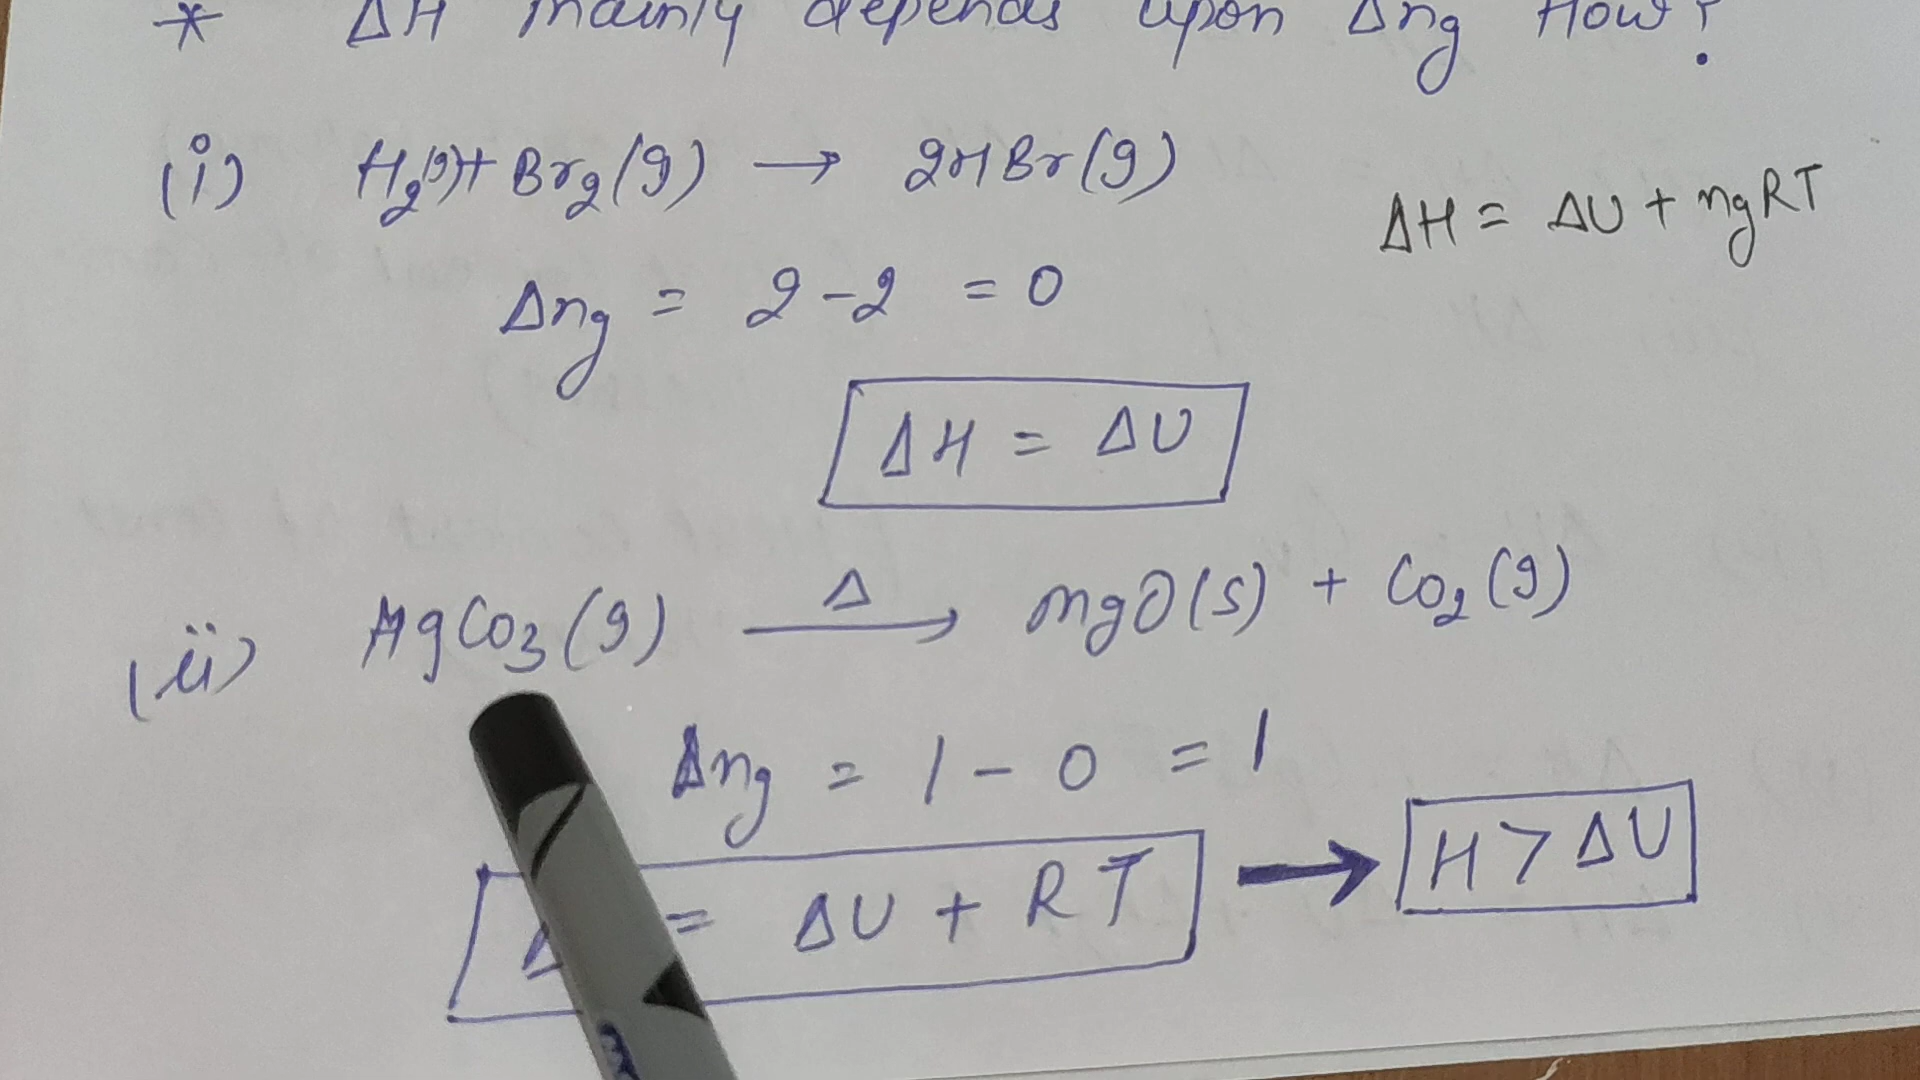 * ΔH mainly depends upon Δng How?
(i) H2(g)+ Br2(g) → 2HBr(g)
ΔH = ΔU + ngRT
Δng = 2-2 = 0
ΔH = ΔU
(ii) MgCo3(g) Δ→ mgO(s) + Co2(g)
Δng = 1 - 0 = 1
Δ = ΔU + RT → H > ΔU